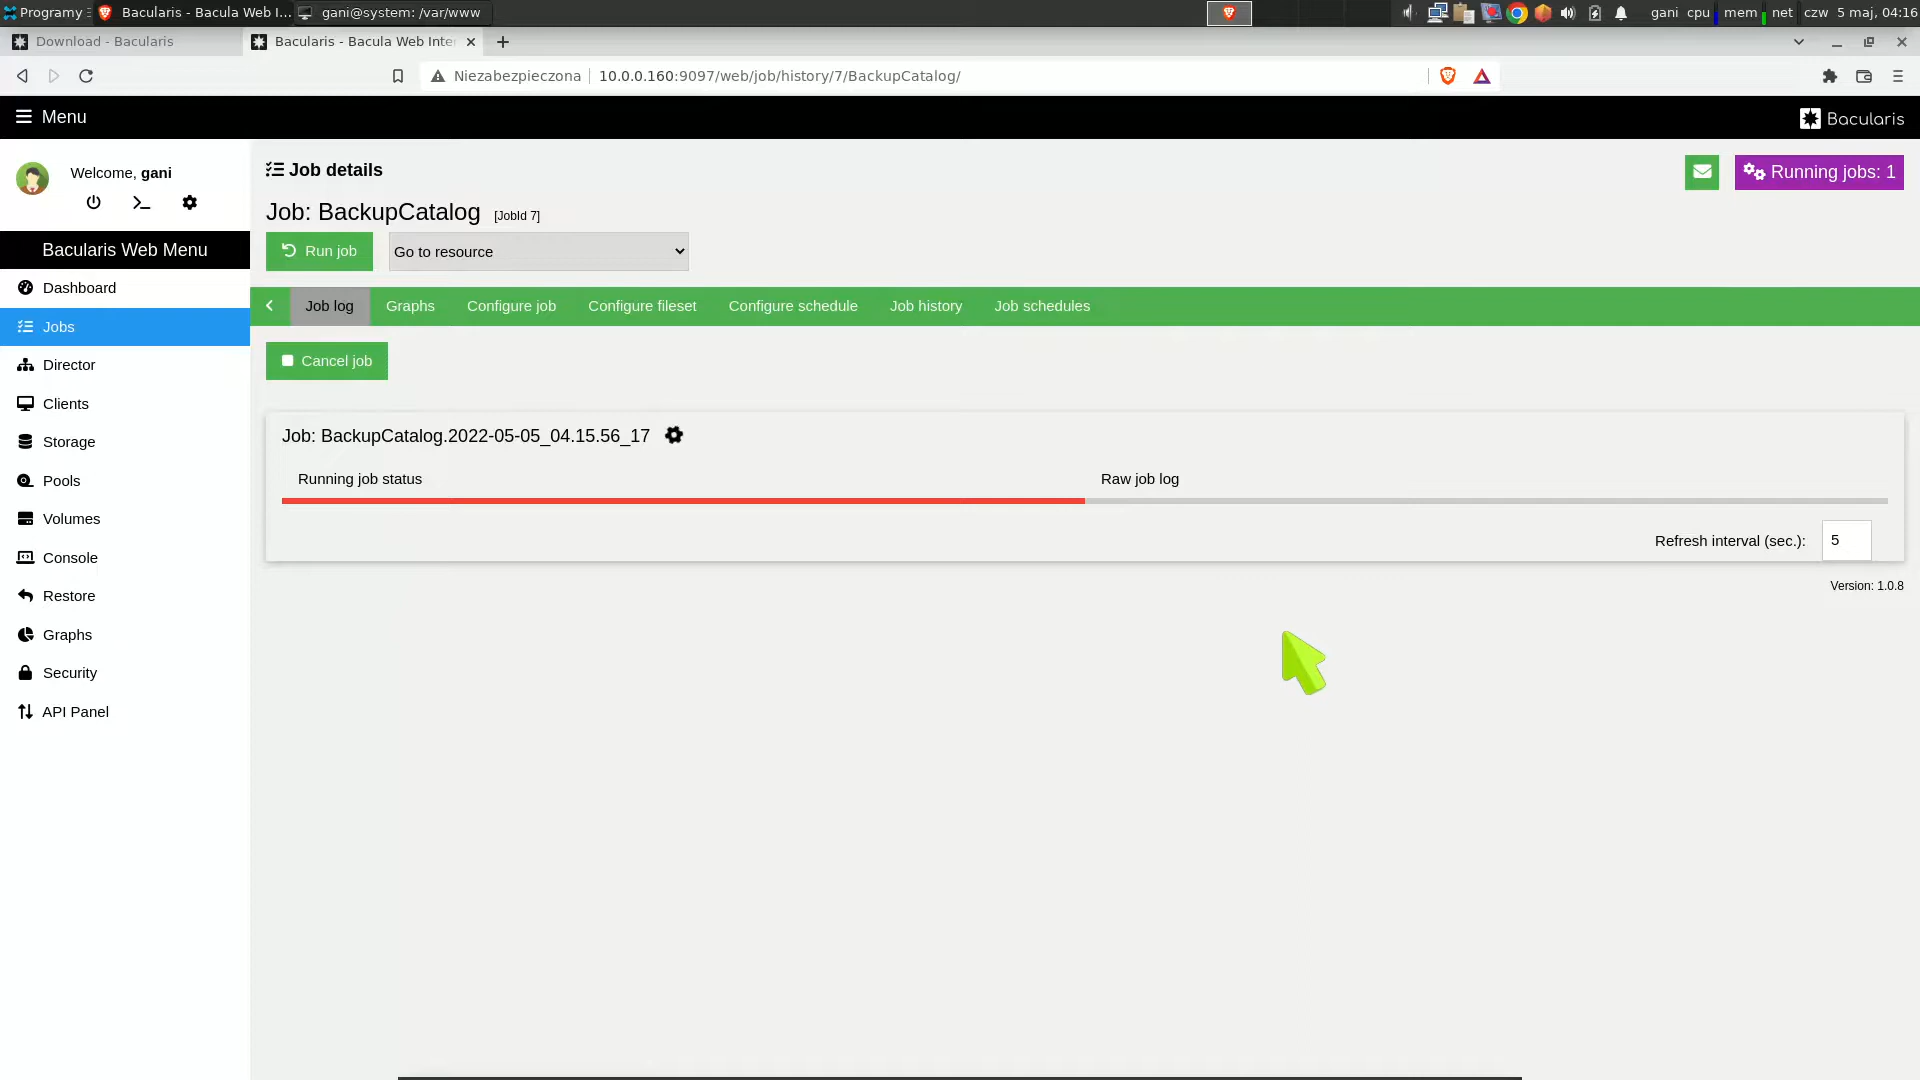 Programy
Bacularis - Bacula Web I...
gani@system: /var/www
gani cpu mem net czw 5 maj, 04:16
Download - Bacularis
Bacularis - Bacula Web Inte
Niezabezpieczona
10.0.0.160:9097/web/job/history/7/BackupCatalog/
Menu
Bacularis
Welcome, gani
Bacularis Web Menu
Dashboard
Jobs
Director
Clients
Storage
Pools
Volumes
Console
Restore
Graphs
Security
API Panel
Job details
Running jobs: 1
Job: BackupCatalog [JobId 7]
Run job
Go to resource
Job log Graphs Configure job Configure fileset Configure schedule Job history Job schedules
Cancel job
Job: BackupCatalog.2022-05-05_04.15.56_17
Running job status
Raw job log
Refresh interval (sec.): 5
Version: 1.0.8